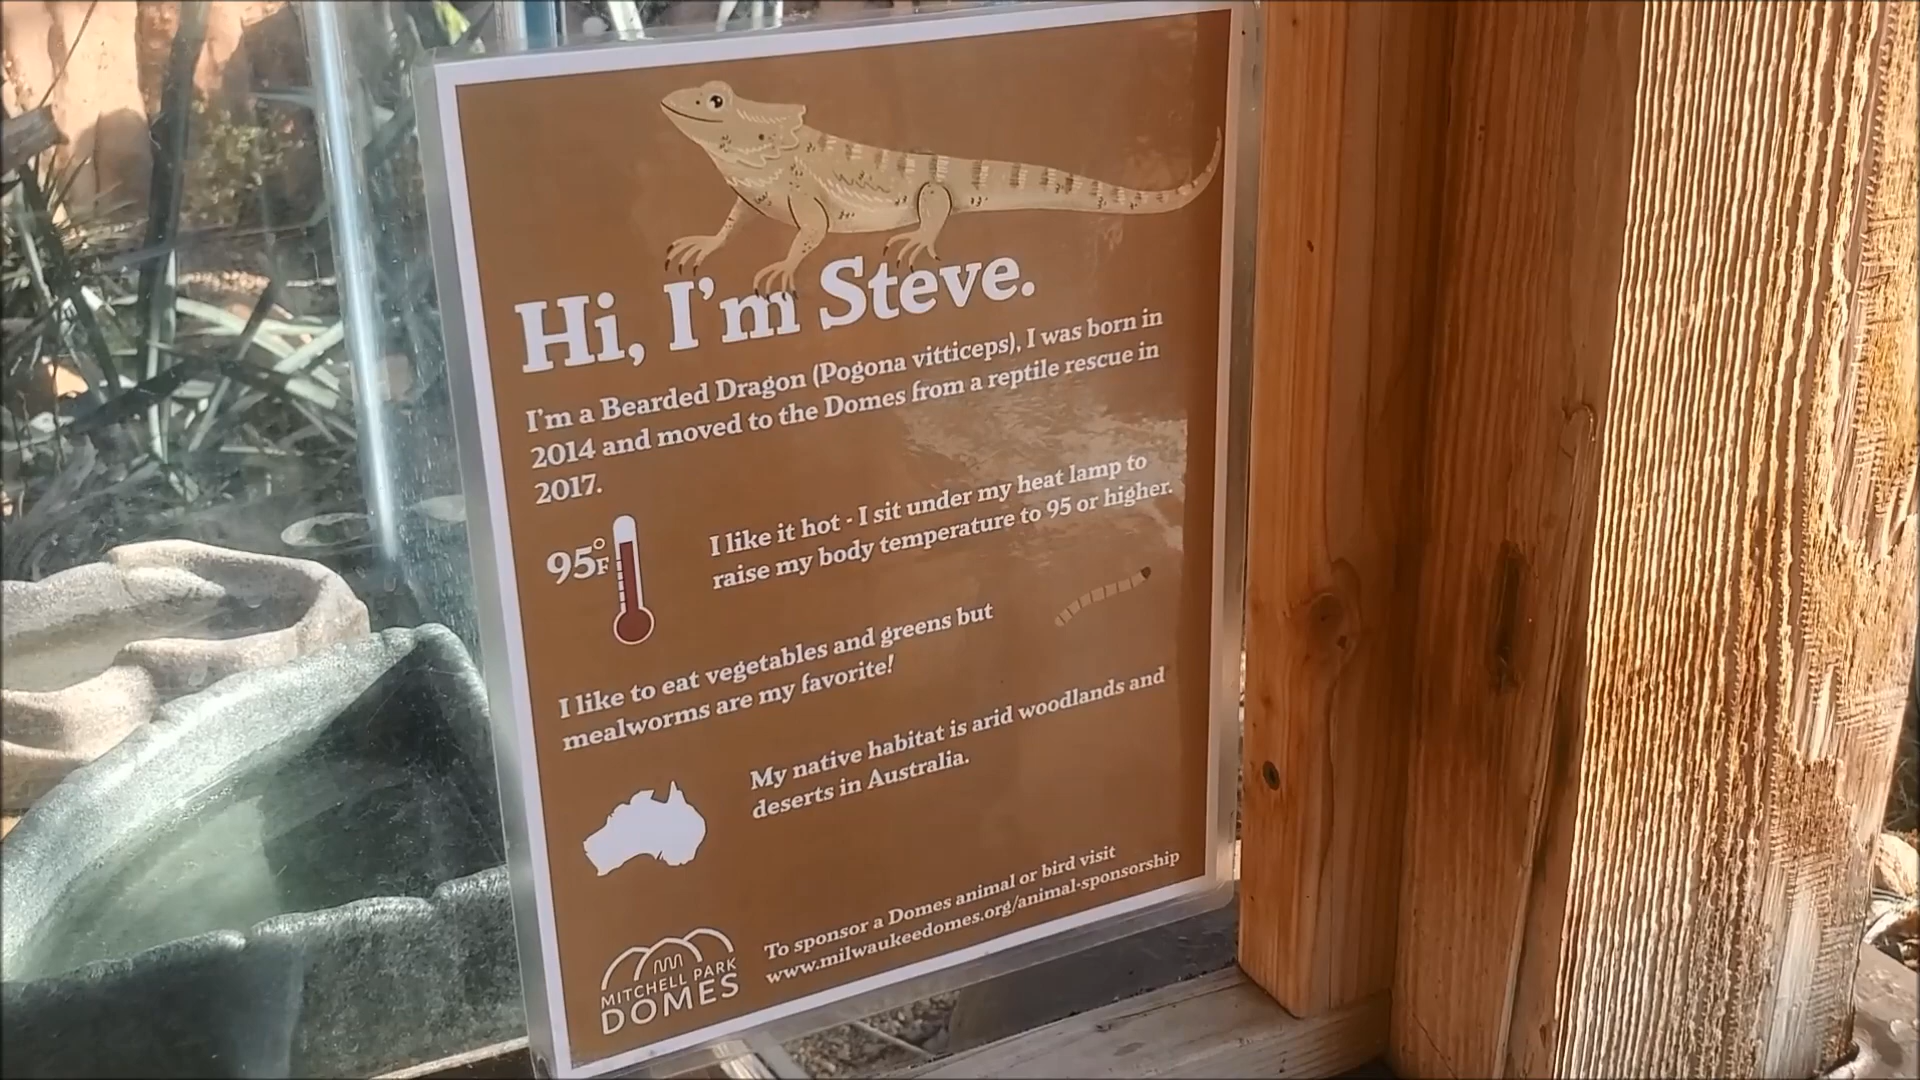 Hi, I'm Steve.
I'm a Bearded Dragon (Pogona vitticeps), I was born in
2014 and moved to the Domes from a reptile rescue in
2017.
95°F
I like it hot - I sit under my heat lamp to
raise my body temperature to 95 or higher.
I like to eat vegetables and greens but
mealworms are my favorite!
My native habitat is arid woodlands and
deserts in Australia.
MITCHELL PARK
DOMES
To sponsor a Domes animal or bird visit
www.milwaukeedomes.org/animal-sponsorship